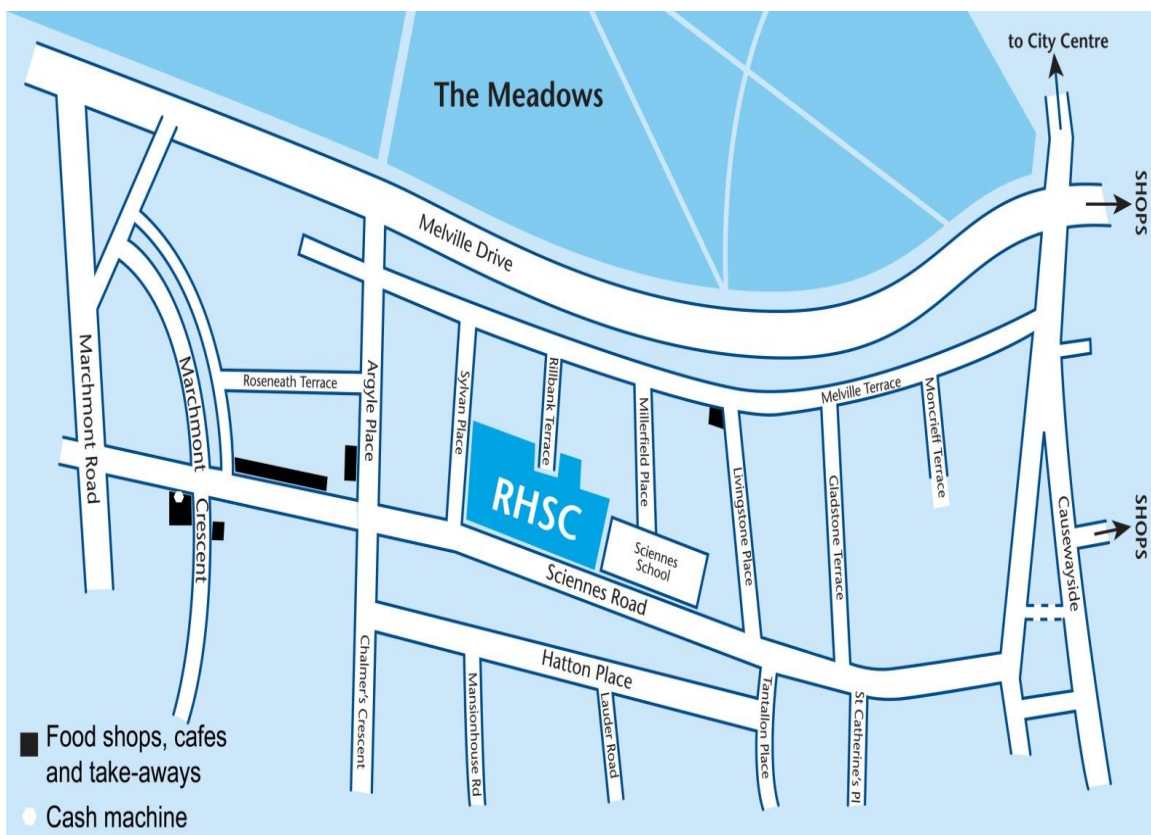 to City Centre
The Meadows
SHOPS
Melville Drive
Marchmont Road
Marchmont
Crescent
Roseneath Terrace
Argyle Place
Sylvan Place
Rillbank Terrace
Millerfield Place
Melville Terrace
Moncrieff Terrace
Livingstone Place
Gladstone Terrace
Causewayside
SHOPS
RHSC
Sciennes
School
Sciennes Road
Hatton Place
Chalmer's Crescent
Mansionhouse Rd
Lauder Road
Tantallon Place
St Catherine's Pl
Food shops, cafes
and take-aways
Cash machine